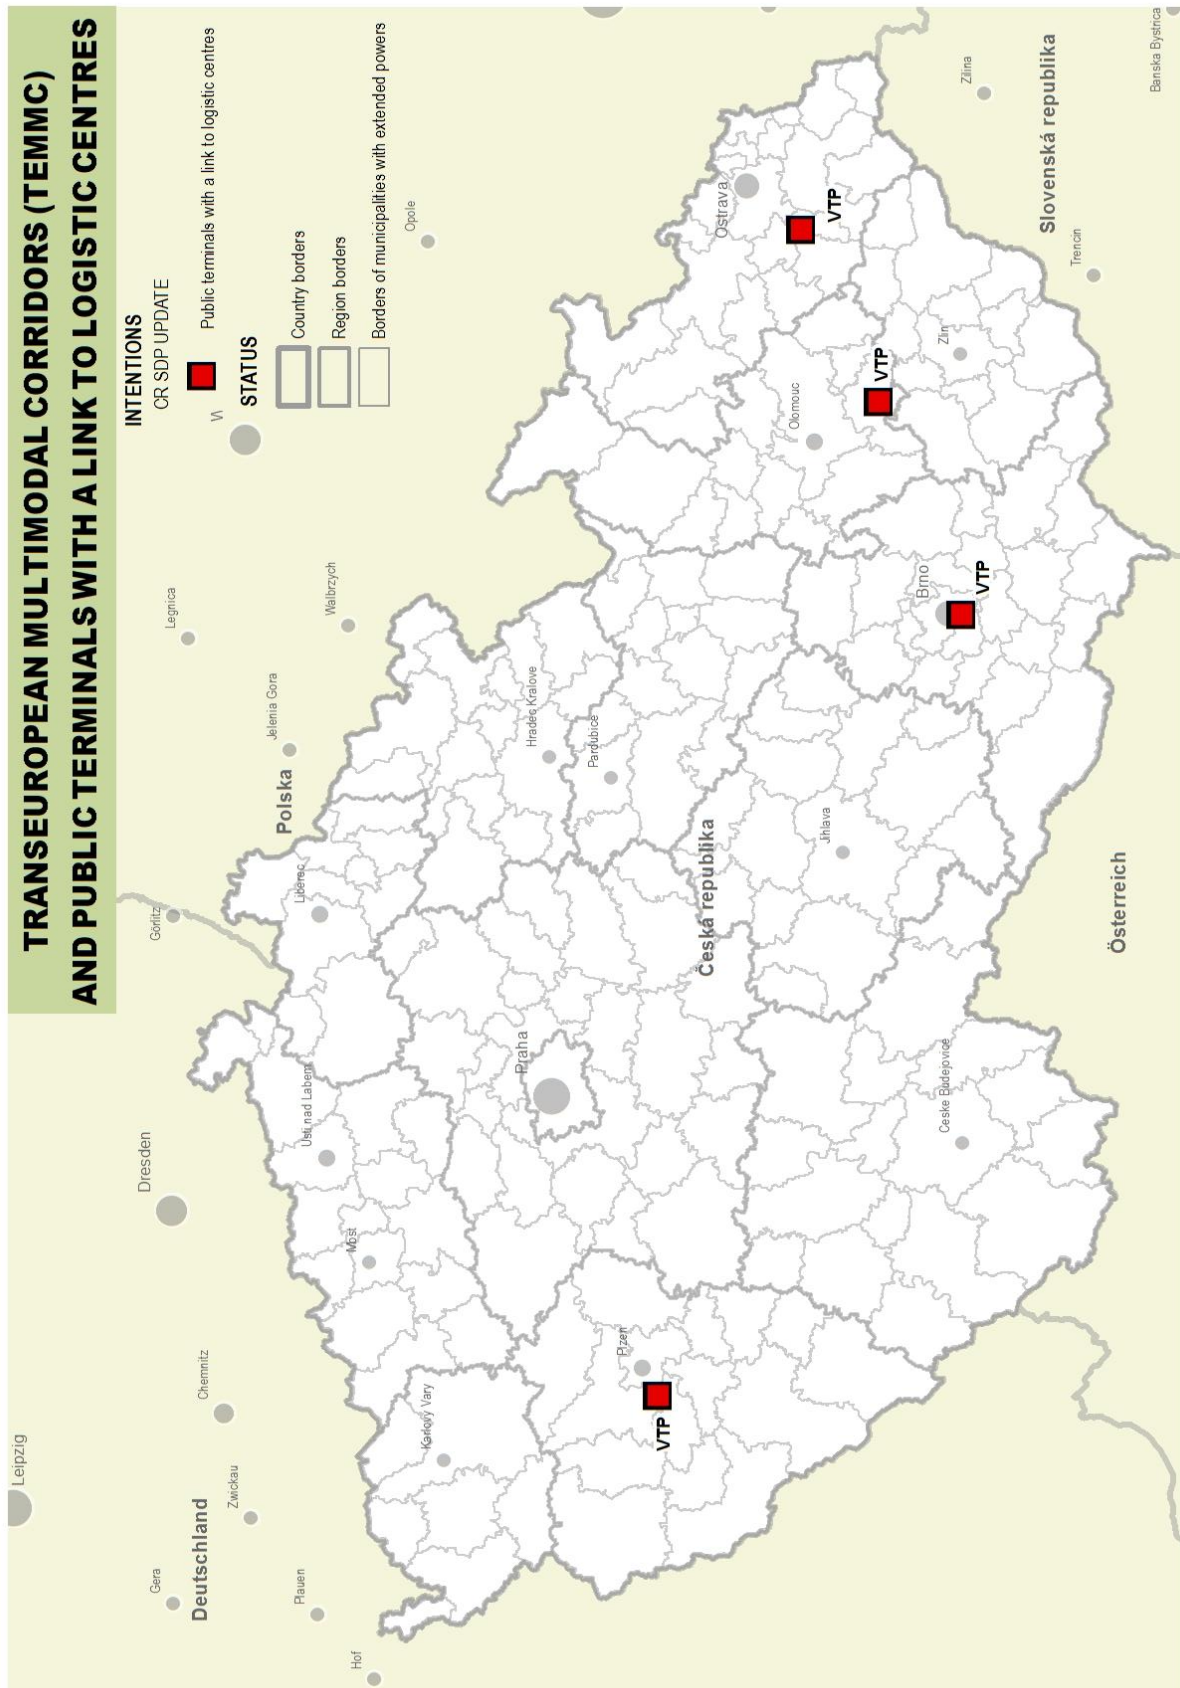 TRANSEUROPEAN MULTIMODAL CORRIDORS (TEMMC)
AND PUBLIC TERMINALS WITH A LINK TO LOGISTIC CENTRES
INTENTIONS
CR SDP UPDATE
Public terminals with a link to logistic centres
STATUS
Country borders
Region borders
Borders of municipalities with extended powers
Leipzig
Gera
Deutschland
Zwickau
Chemnitz
Dresden
Görlitz
Legnica
Plauen
Hof
Polska
Jelenia Gora
Walbrzych
Opole
Usti nad Labem
Liberec
Most
Karlovy Vary
Praha
Hradec Kralove
Pardubice
Plzen
VTP
Česká republika
Ostrava
VTP
Olomouc
VTP
Jihlava
Brno
VTP
Zlin
Ceske Budejovice
Österreich
Zilina
Slovenská republika
Trencin
Banska Bystrica